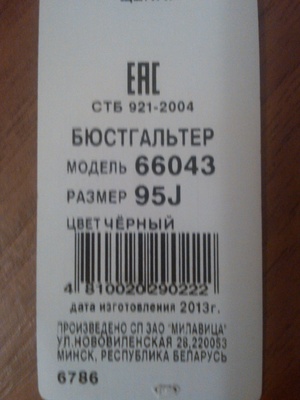 EAC
СТБ 921-2004
БЮСТГАЛЬТЕР
МОДЕЛЬ 66043
РАЗМЕР 95J
ЦВЕТ ЧЁРНЫЙ
4 810020 290222
дата изготовления 2013г.
ПРОИЗВЕДЕНО СП ЗАО "МИЛАВИЦА"
УЛ.НОВОВИЛЕНСКАЯ 28,220053
МИНСК, РЕСПУБЛИКА БЕЛАРУСЬ
6786